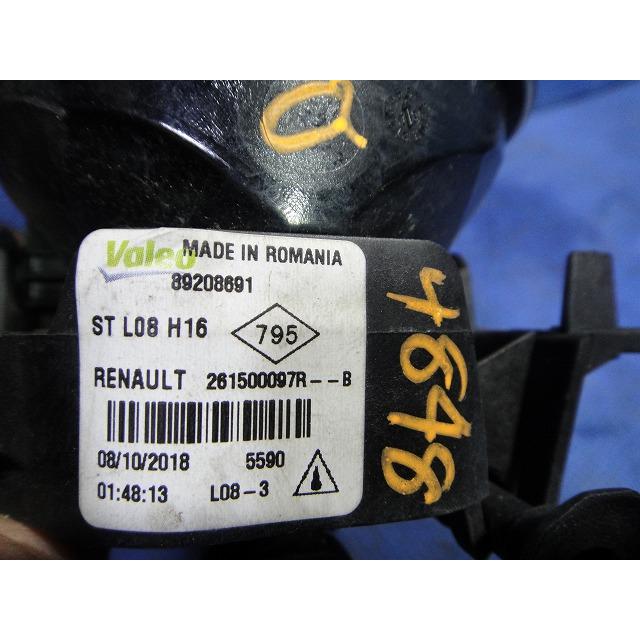 Valeo MADE IN ROMANIA
89208691
ST L08 H16 795
RENAULT 261500097R--B
08/10/2018 5590
01:48:13 L08-3
4848